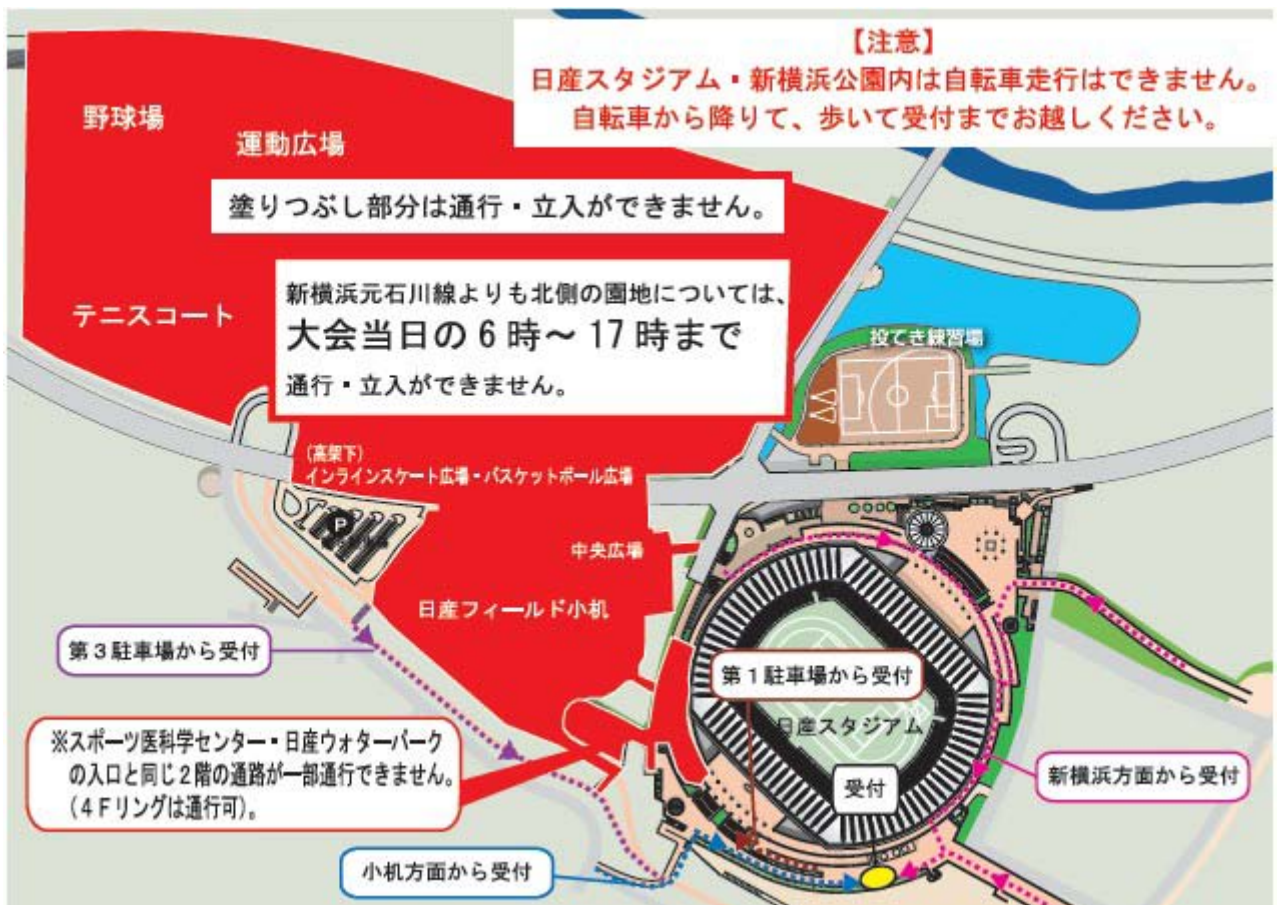 【注意】
日産スタジアム・新横浜公園内は自転車走行はできません。
自転車から降りて、歩いて受付までお越しください。
野球場
運動広場
塗りつぶし部分は通行・立入ができません。
新横浜元石川線よりも北側の園地については、
大会当日の6時～17時まで
通行・立入ができません。
テニスコート
投てき練習場
(高架下)
インラインスケート広場・バスケットボール広場
P
中央広場
日産フィールド小机
第3駐車場から受付
第1駐車場から受付
日産スタジアム
※スポーツ医科学センター・日産ウォターパーク
の入口と同じ2階の通路が一部通行できません。
(4Fリングは通行可)。
受付
新横浜方面から受付
小机方面から受付